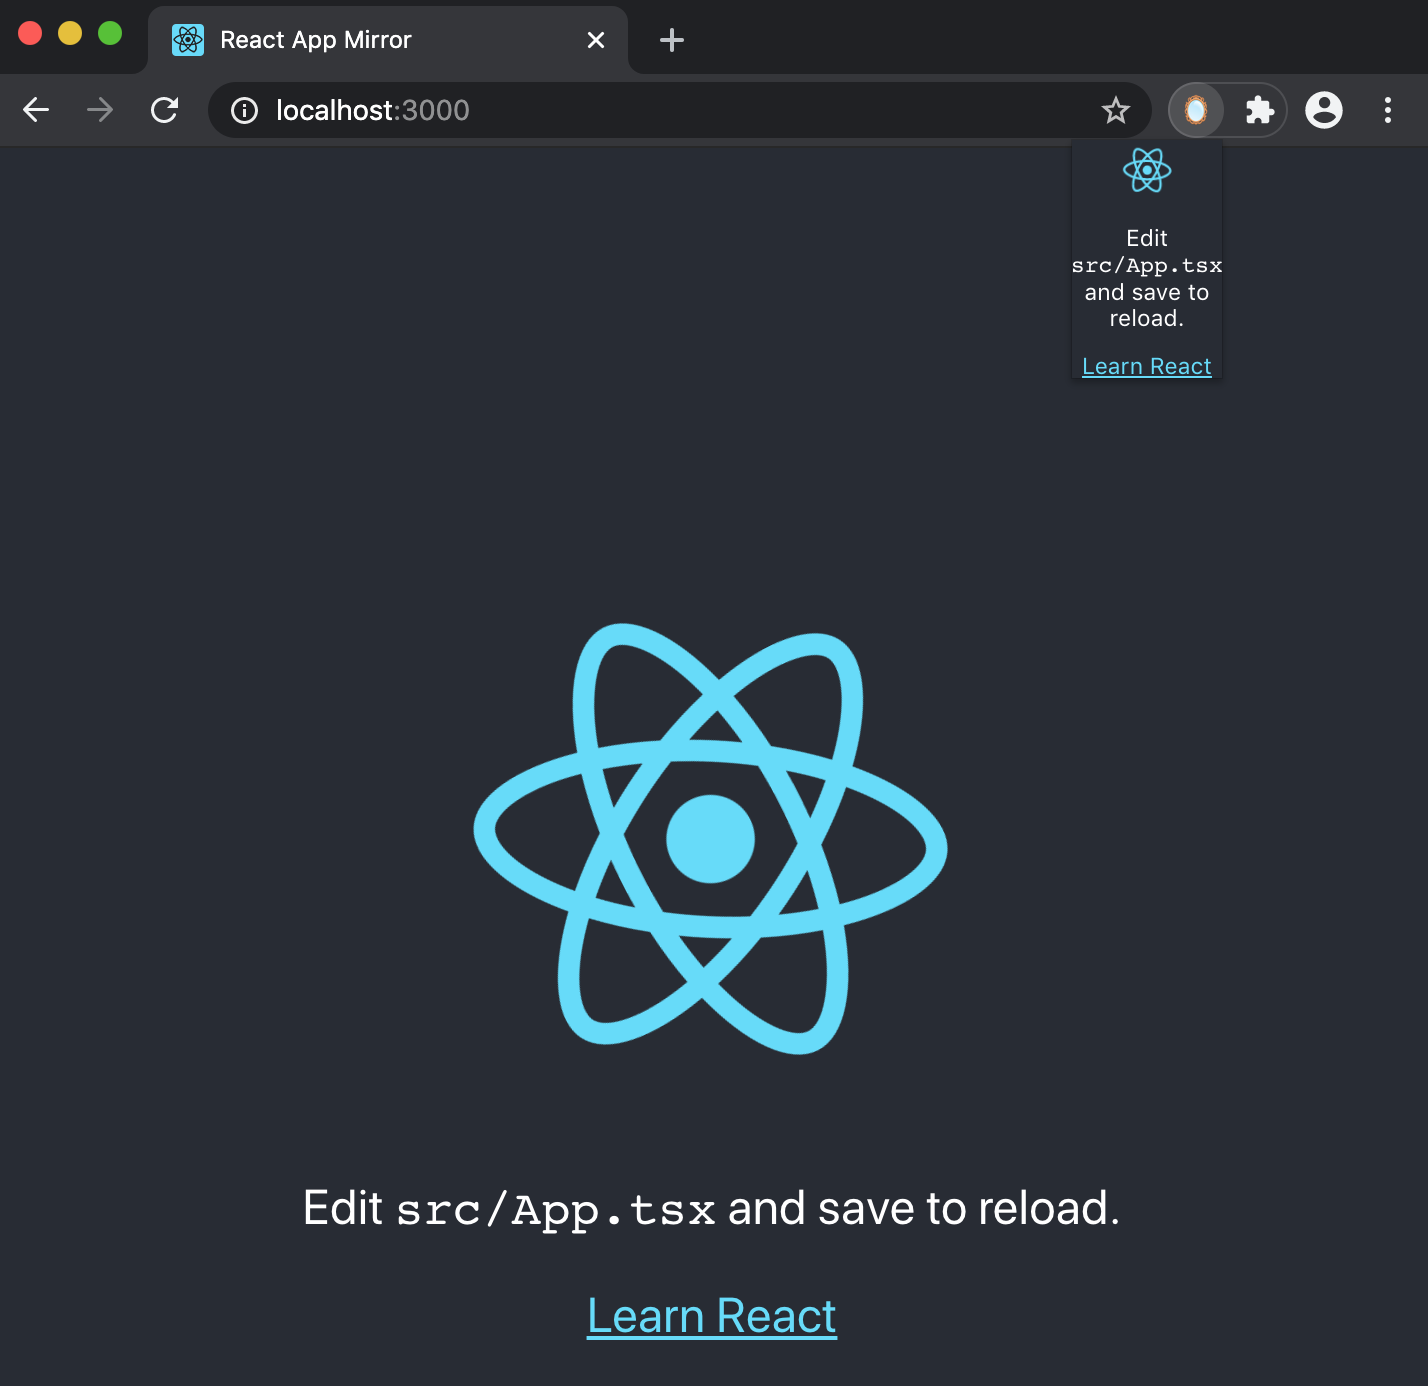 React App Mirror
localhost:3000
Edit
src/App.tsx
and save to
reload.
Learn React
Edit src/App.tsx and save to reload.
Learn React